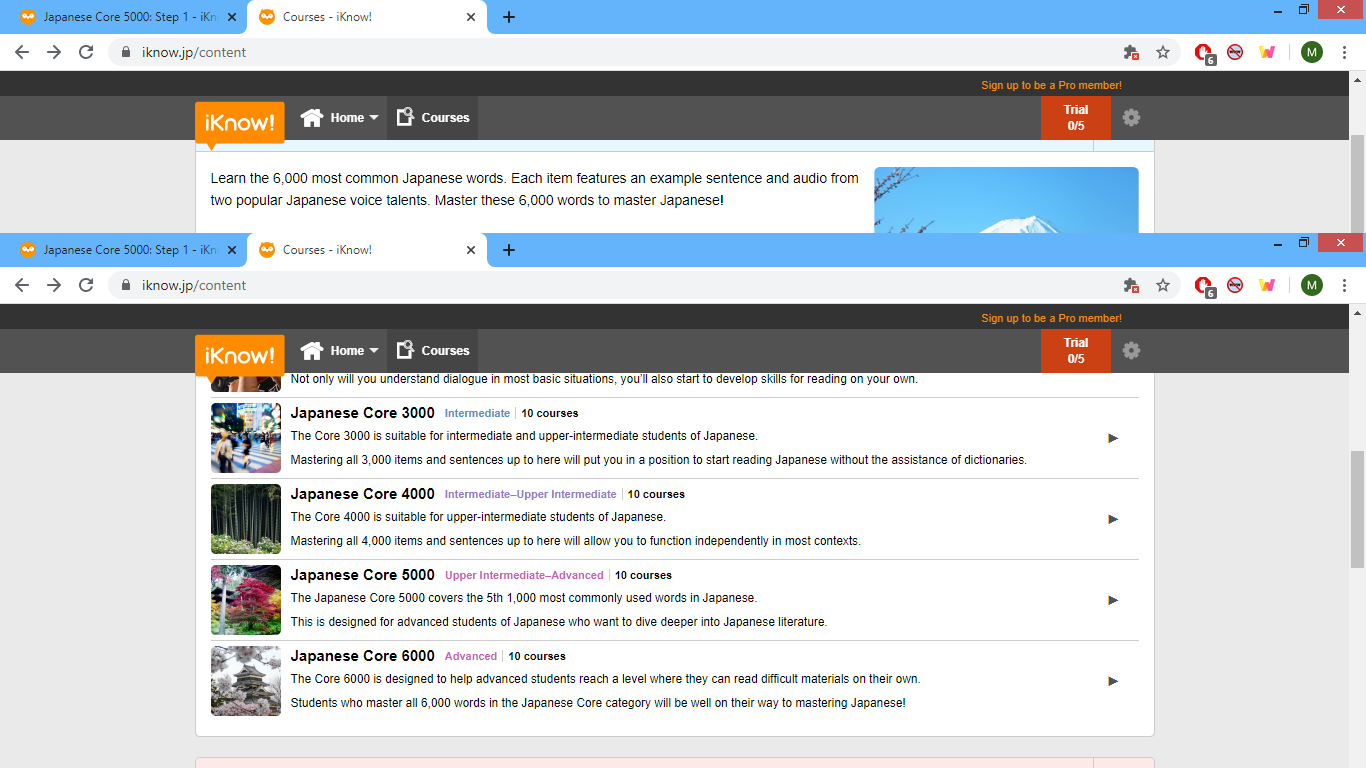 Japanese Core 5000: Step 1 - iKn
Courses - iKnow!
iknow.jp/content
6
M
Sign up to be a Pro member!
iKnow!
Home
Courses
Trial
0/5
Learn the 6,000 most common Japanese words. Each item features an example sentence and audio from
two popular Japanese voice talents. Master these 6,000 words to master Japanese!
Japanese Core 5000: Step 1 - iKn
Courses - iKnow!
iknow.jp/content
6
M
Sign up to be a Pro member!
iKnow!
Home
Courses
Trial
0/5
Not only will you understand dialogue in most basic situations, you'll also start to develop skills for reading on your own.
Japanese Core 3000 Intermediate 10 courses
The Core 3000 is suitable for intermediate and upper-intermediate students of Japanese.
Mastering all 3,000 items and sentences up to here will put you in a position to start reading Japanese without the assistance of dictionaries.
Japanese Core 4000 Intermediate–Upper Intermediate 10 courses
The Core 4000 is suitable for upper-intermediate students of Japanese.
Mastering all 4,000 items and sentences up to here will allow you to function independently in most contexts.
Japanese Core 5000 Upper Intermediate–Advanced 10 courses
The Japanese Core 5000 covers the 5th 1,000 most commonly used words in Japanese.
This is designed for advanced students of Japanese who want to dive deeper into Japanese literature.
Japanese Core 6000 Advanced 10 courses
The Core 6000 is designed to help advanced students reach a level where they can read difficult materials on their own.
Students who master all 6,000 words in the Japanese Core category will be well on their way to mastering Japanese!